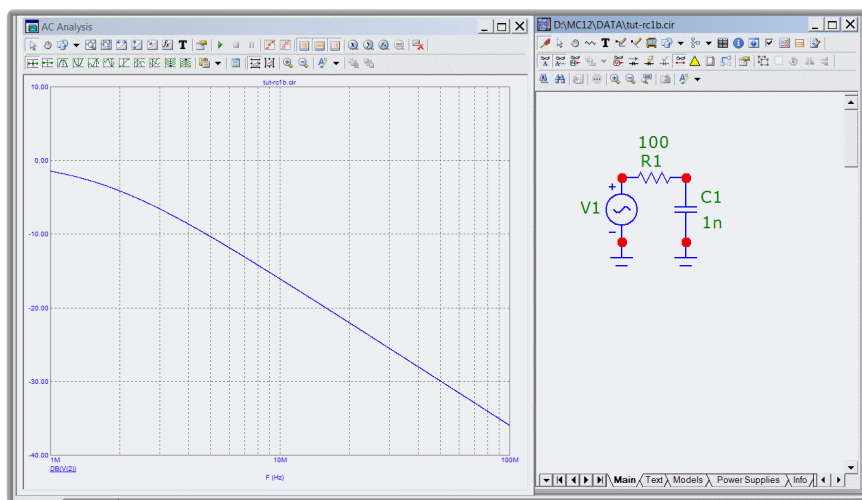 AC Analysis
T
tut-rc1b.cir
10.00
0.00
-10.00
-20.00
-30.00
-40.00
1M
10M
100M
DB(V(2))
F (Hz)
D:\MC12\DATA\tut-rc1b.cir
T
100
R1
+
V1
-
C1
1n
Main
Text
Models
Power Supplies
Info